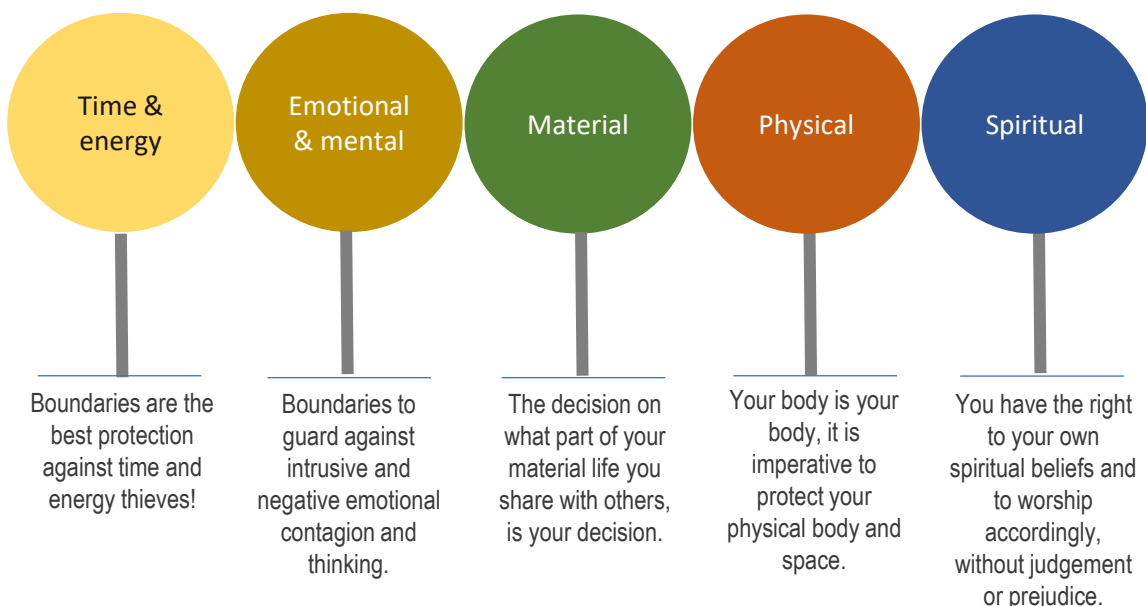 Time &
energy
Emotional
& mental
Material
Physical
Spiritual
Boundaries are the
best protection
against time and
energy thieves!
Boundaries to
guard against
intrusive and
negative emotional
contagion and
thinking.
The decision on
what part of your
material life you
share with others,
is your decision.
Your body is your
body, it is
imperative to
protect your
physical body and
space.
You have the right
to your own
spiritual beliefs and
to worship
accordingly,
without judgement
or prejudice.